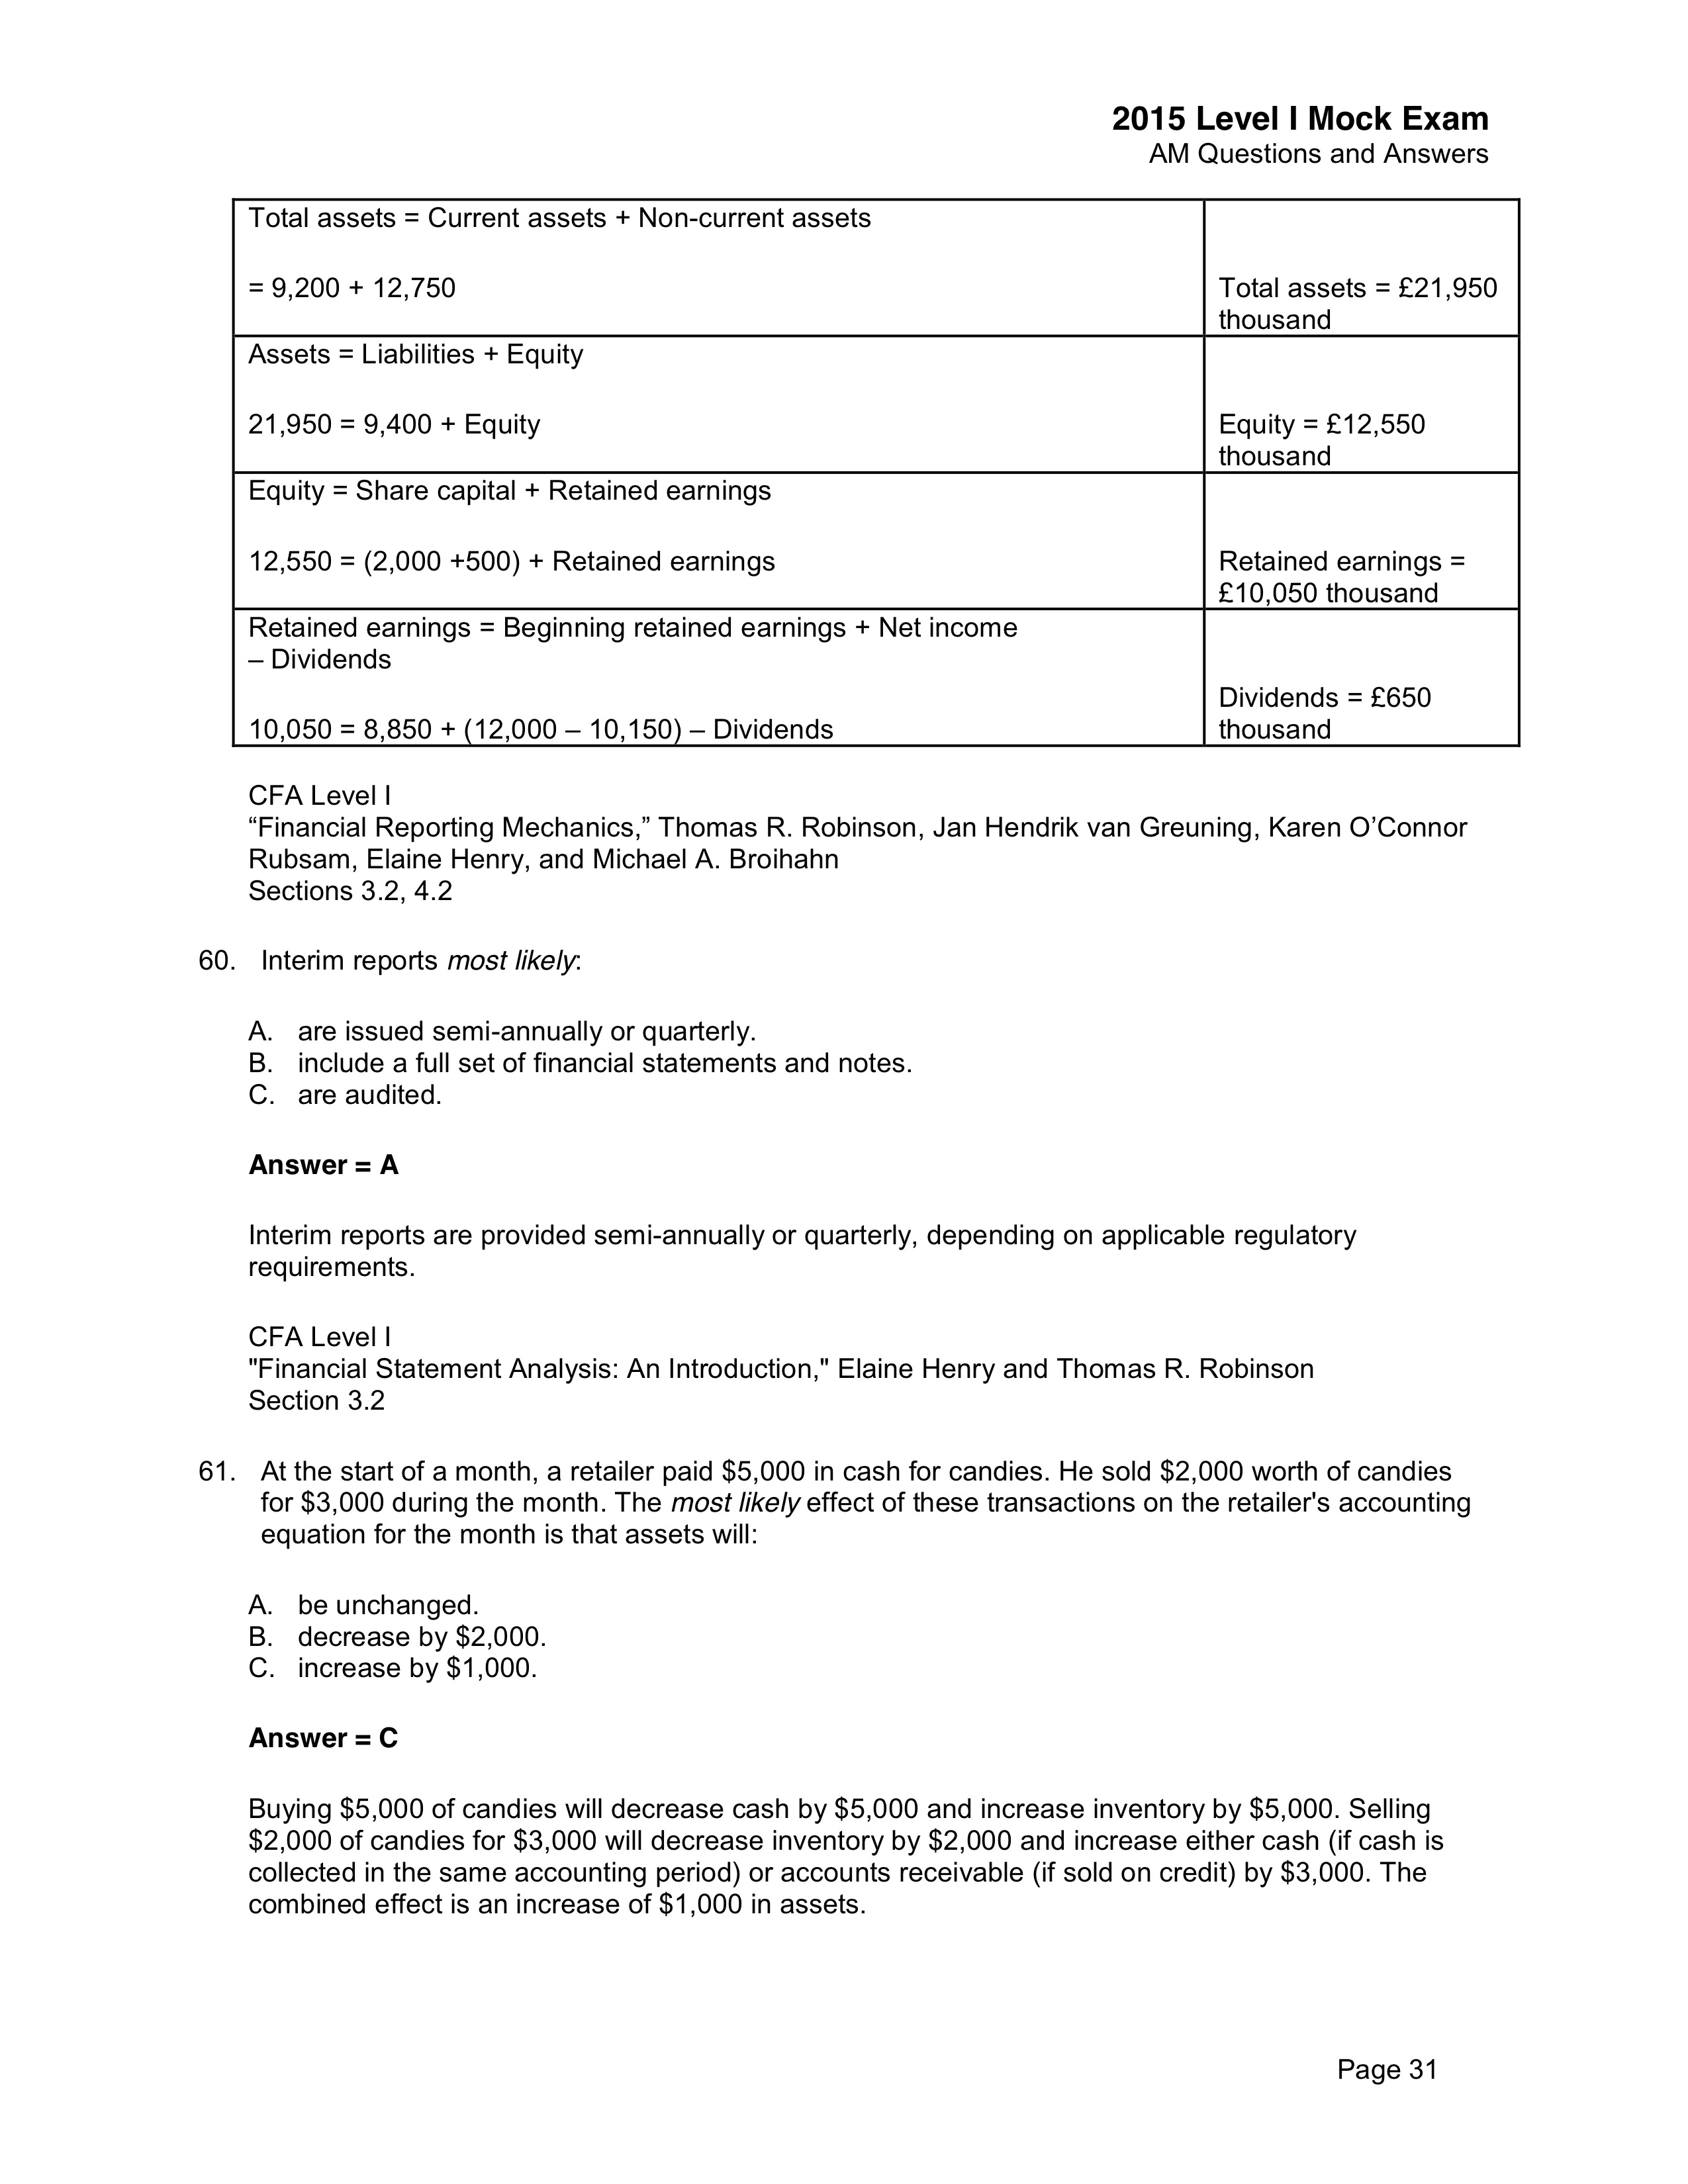 2015 Level I Mock Exam
AM Questions and Answers
Total assets = Current assets + Non-current assets
= 9,200 + 12,750
Total assets = £21,950
thousand
Assets = Liabilities + Equity
21,950 = 9,400 + Equity
Equity = £12,550
thousand
Equity = Share capital + Retained earnings
12,550 = (2,000 +500) + Retained earnings
Retained earnings =
£10,050 thousand
Retained earnings = Beginning retained earnings + Net income
– Dividends
10,050 = 8,850 + (12,000 – 10,150) – Dividends
Dividends = £650
thousand
CFA Level I
“Financial Reporting Mechanics,” Thomas R. Robinson, Jan Hendrik van Greuning, Karen O’Connor
Rubsam, Elaine Henry, and Michael A. Broihahn
Sections 3.2, 4.2
60. Interim reports most likely:
A. are issued semi-annually or quarterly.
B. include a full set of financial statements and notes.
C. are audited.
Answer = A
Interim reports are provided semi-annually or quarterly, depending on applicable regulatory
requirements.
CFA Level I
"Financial Statement Analysis: An Introduction," Elaine Henry and Thomas R. Robinson
Section 3.2
61. At the start of a month, a retailer paid $5,000 in cash for candies. He sold $2,000 worth of candies
for $3,000 during the month. The most likely effect of these transactions on the retailer's accounting
equation for the month is that assets will:
A. be unchanged.
B. decrease by $2,000.
C. increase by $1,000.
Answer = C
Buying $5,000 of candies will decrease cash by $5,000 and increase inventory by $5,000. Selling
$2,000 of candies for $3,000 will decrease inventory by $2,000 and increase either cash (if cash is
collected in the same accounting period) or accounts receivable (if sold on credit) by $3,000. The
combined effect is an increase of $1,000 in assets.
Page 31